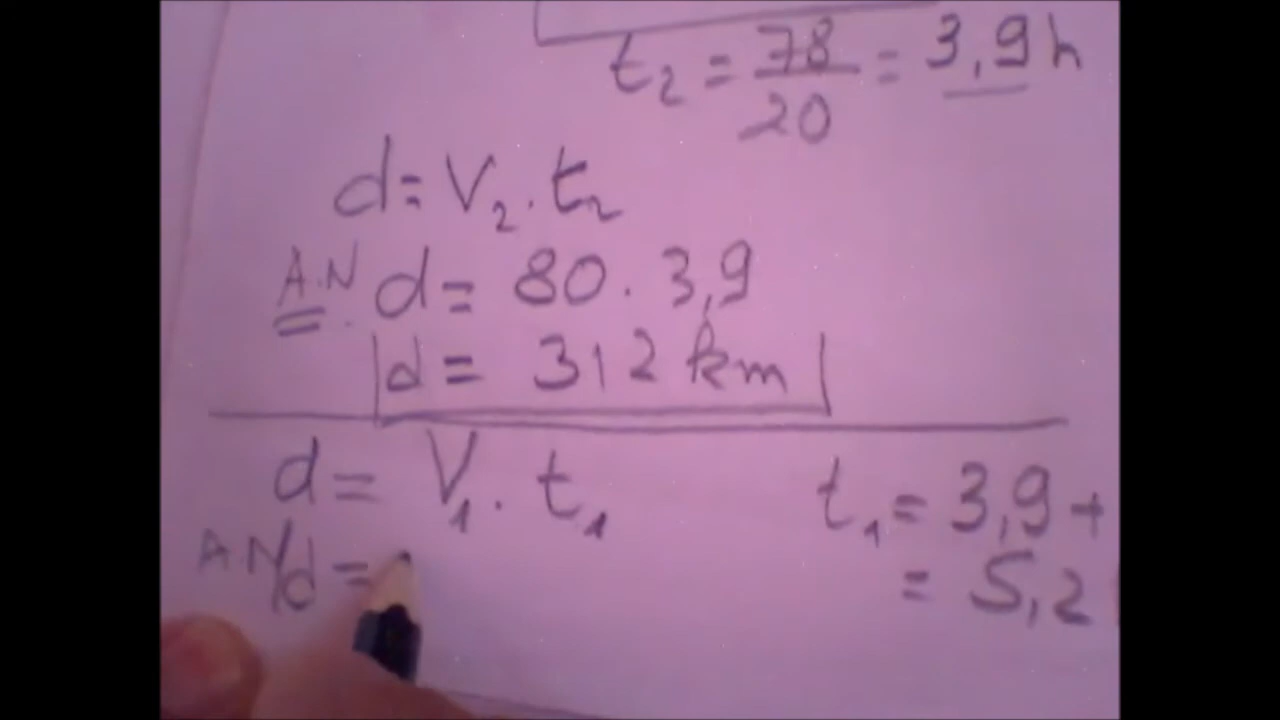 t₂ = 78/20 = 3,9 h
d = V₂ . t₂
A.N. d = 80 . 3,9
d = 312 km
d = V₁ . t₁
t₁ = 3,9 +
AN d =
= 5,2